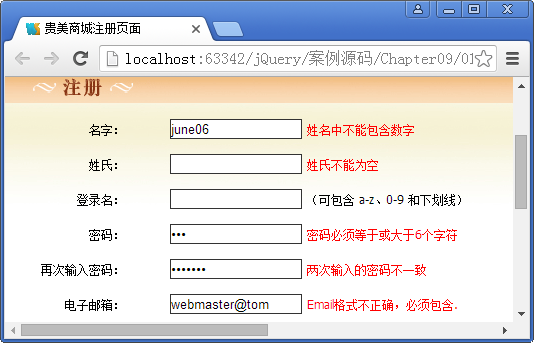 贵美商城注册页面
localhost:63342/jQuery/案例源码/Chapter09/01
注册
名字： june06 姓名中不能包含数字
姓氏： 姓氏不能为空
登录名： （可包含 a-z、0-9 和下划线）
密码： ••• 密码必须等于或大于6个字符
再次输入密码： ••••••• 两次输入的密码不一致
电子邮箱： webmaster@tom Email格式不正确，必须包含.